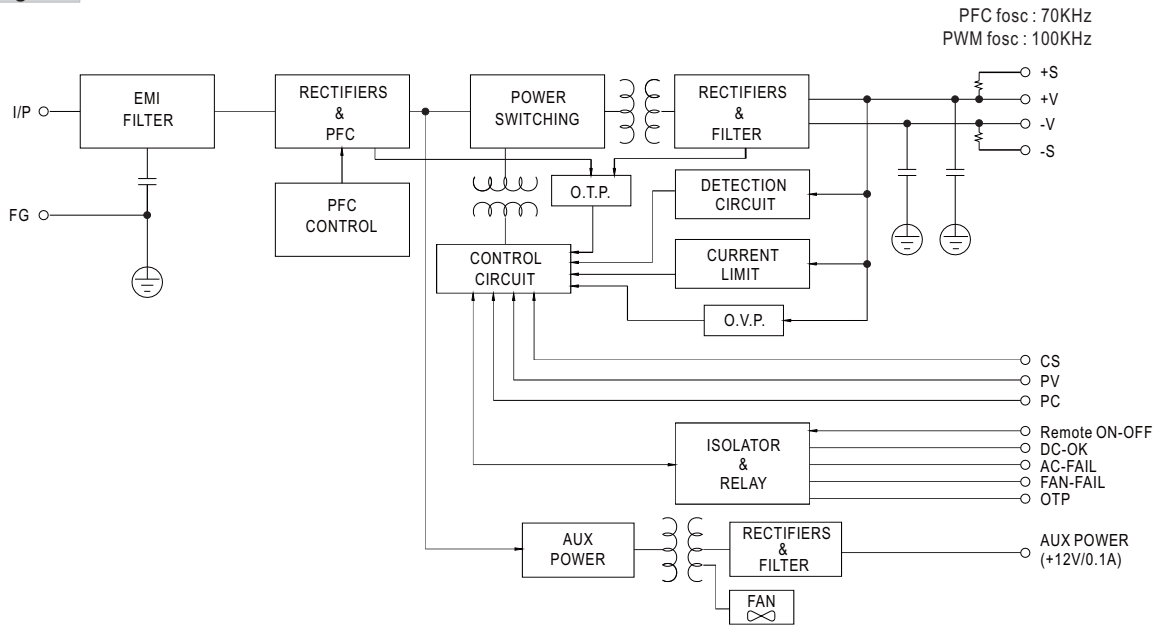 PFC fosc : 70KHz
PWM fosc : 100KHz
I/P
EMI
FILTER
RECTIFIERS
&
PFC
POWER
SWITCHING
RECTIFIERS
&
FILTER
+S
+V
-V
-S
FG
PFC
CONTROL
O.T.P.
DETECTION
CIRCUIT
CONTROL
CIRCUIT
CURRENT
LIMIT
O.V.P.
CS
PV
PC
ISOLATOR
&
RELAY
Remote ON-OFF
DC-OK
AC-FAIL
FAN-FAIL
OTP
AUX
POWER
RECTIFIERS
&
FILTER
AUX POWER
(+12V/0.1A)
FAN